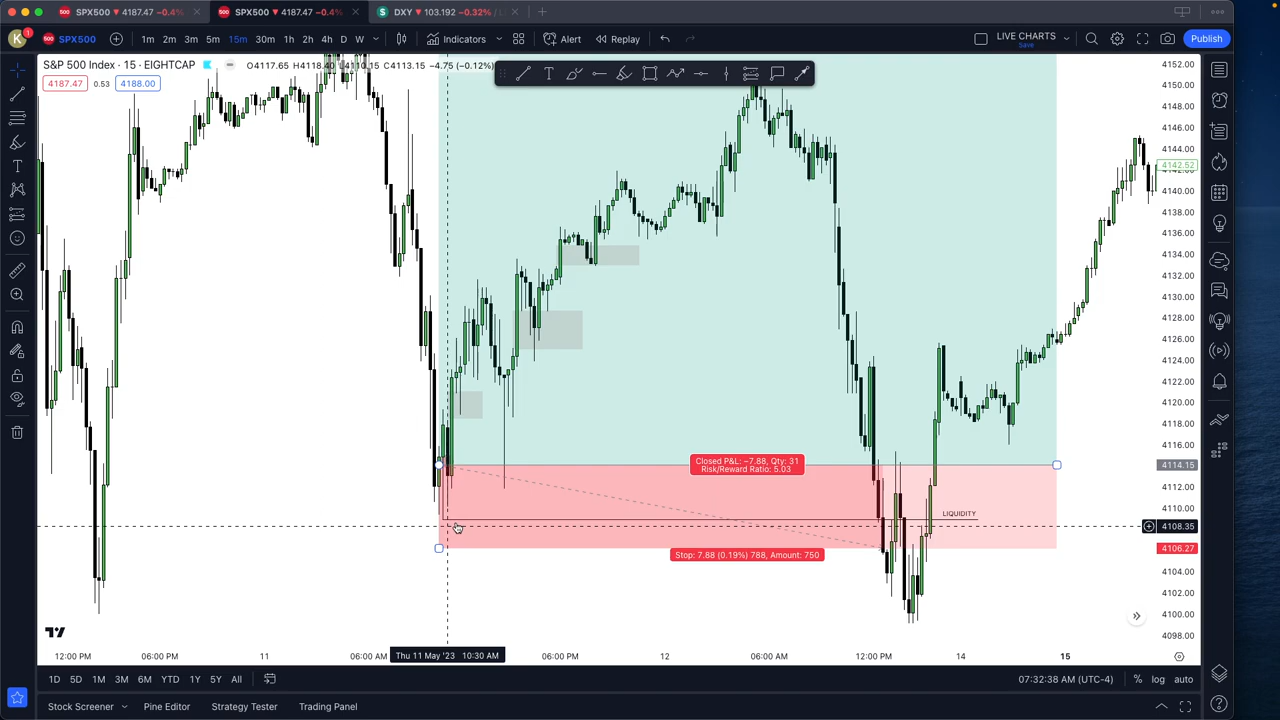 SPX500 ▼ 4187.47 −0.4%
SPX500 ▼ 4187.47 −0.4%
DXY ▼ 103.192 −0.32%
K 1 SPX500 1m 2m 3m 5m 15m 30m 1h 2h 4h D W Indicators Alert Replay LIVE CHARTS Save Publish
S&P 500 Index · 15 · EIGHTCAP O4117.65 H4118.40 L4110.15 C4113.15 −4.75 (−0.12%)
4187.47 0.53 4188.00
4152.00
4150.00
4148.00
4146.00
4144.00
4142.52
4140.00
4138.00
4136.00
4134.00
4132.00
4130.00
4128.00
4126.00
4124.00
4122.00
4120.00
4118.00
4116.00
Closed P&L: −7.88, Qty: 31
Risk/Reward Ratio: 5.03
4114.15
4112.00
4110.00
LIQUIDITY
4108.35
4106.27
Stop: 7.88 (0.19%) 788, Amount: 750
4104.00
4102.00
4100.00
4098.00
12:00 PM 06:00 PM 11 06:00 AM Thu 11 May '23 10:30 AM 06:00 PM 12 06:00 AM 12:00 PM 14 15
1D 5D 1M 3M 6M YTD 1Y 5Y All 07:32:38 AM (UTC-4) % log auto
Stock Screener Pine Editor Strategy Tester Trading Panel